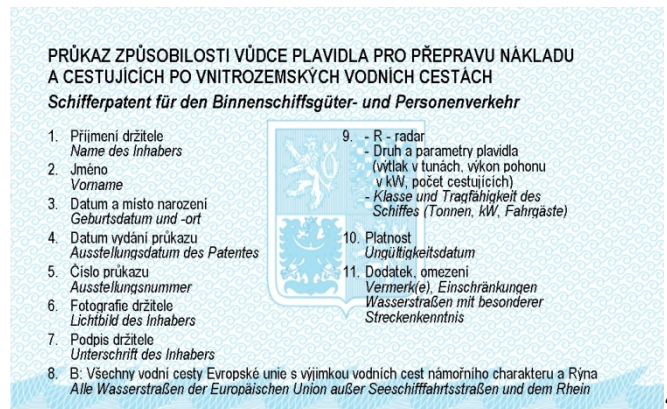 PRŮKAZ ZPŮSOBILOSTI VŮDCE PLAVIDLA PRO PŘEPRAVU NÁKLADU
A CESTUJÍCÍCH PO VNITROZEMSKÝCH VODNÍCH CESTÁCH
Schifferpatent für den Binnenschiffsgüter- und Personenverkehr
1. Příjmení držitele
Name des Inhabers
2. Jméno
Vorname
3. Datum a místo narození
Geburtsdatum und -ort
4. Datum vydání průkazu
Ausstellungsdatum des Patentes
5. Číslo průkazu
Ausstellungsnummer
6. Fotografie držitele
Lichtbild des Inhabers
7. Podpis držitele
Unterschrift des Inhabers
8. B: Všechny vodní cesty Evropské unie s výjimkou vodních cest námořního charakteru a Rýna
Alle Wasserstraßen der Europäischen Union außer Seeschifffahrtsstraßen und dem Rhein
9. - R - radar
- Druh a parametry plavidla
(výtlak v tunách, výkon pohonu
v kW, počet cestujících)
- Klasse und Tragfähigkeit des
Schiffes (Tonnen, kW, Fahrgäste)
10. Platnost
Ungültigkeitsdatum
11. Dodatek, omezení
Vermerk(e), Einschränkungen
Wasserstraßen mit besonderer
Streckenkenntnis